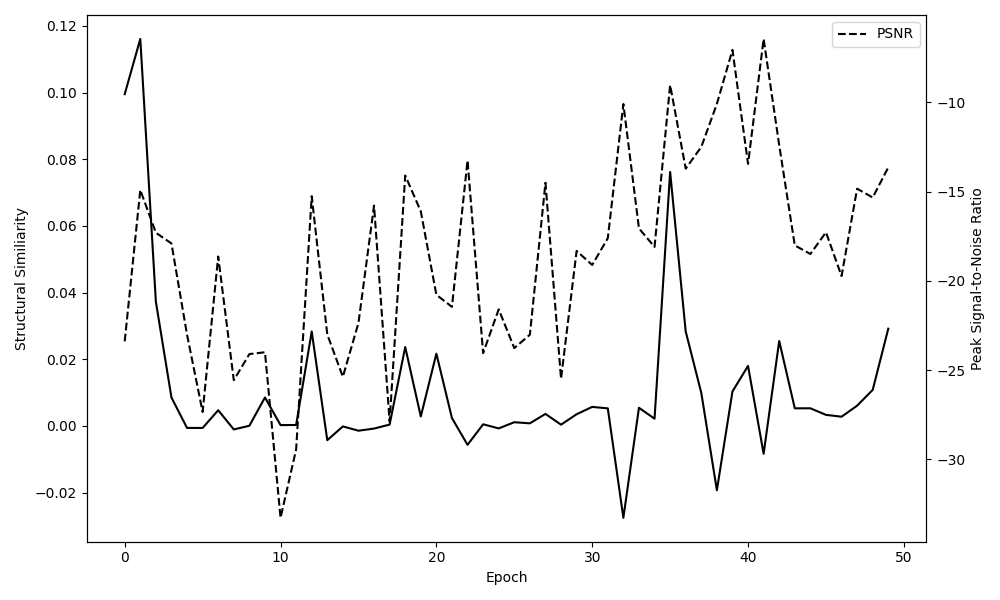 PSNR
0.12
0.10
0.08
0.06
0.04
0.02
0.00
−0.02
Structural Similiarity
−10
−15
−20
−25
−30
Peak Signal-to-Noise Ratio
0 10 20 30 40 50
Epoch